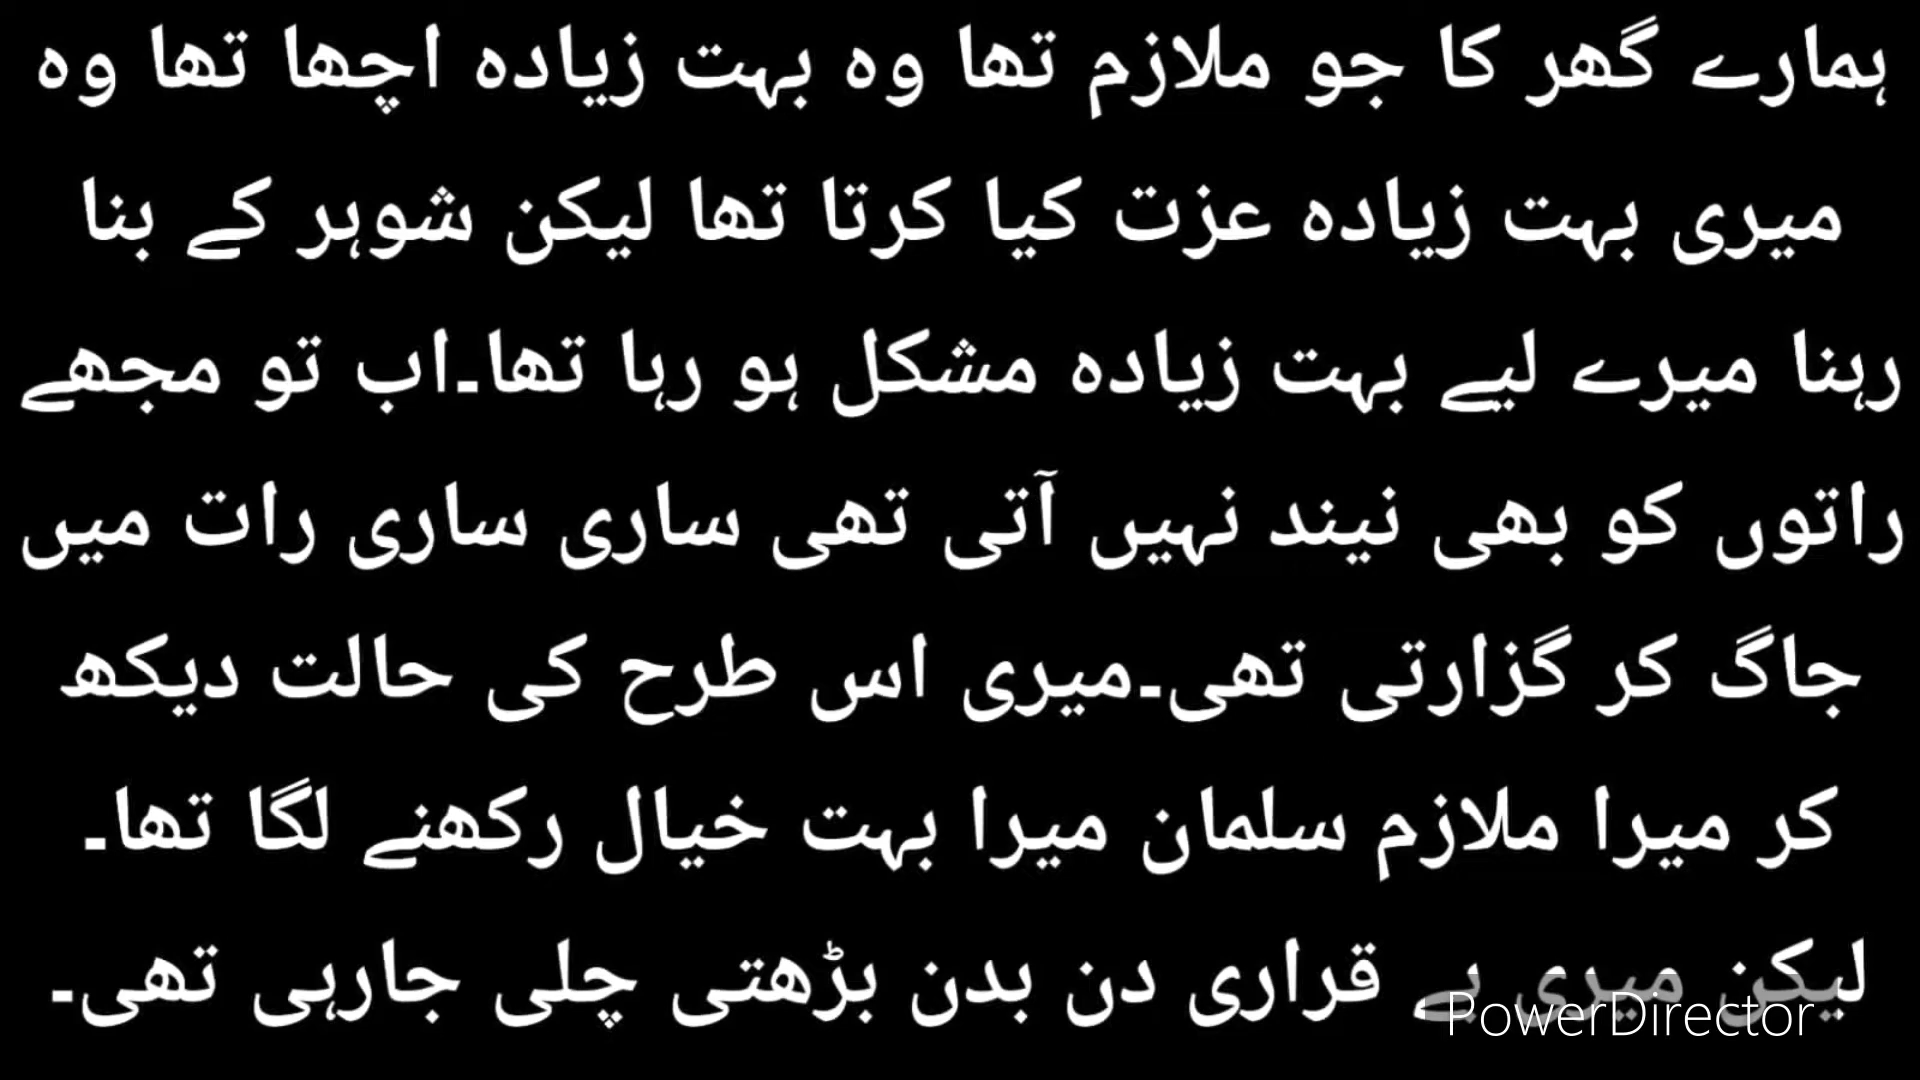 ہمارے گھر کا جو ملازم تھا وہ بہت زیادہ اچھا تھا وہ
میری بہت زیادہ عزت کیا کرتا تھا لیکن شوہر کے بنا
رہنا میرے لیے بہت زیادہ مشکل ہو رہا تھا۔اب تو مجھے
راتوں کو بھی نیند نہیں آتی تھی ساری ساری رات میں
جاگ کر گزارتی تھی۔میری اس طرح کی حالت دیکھ
کر میرا ملازم سلمان میرا بہت خیال رکھنے لگا تھا۔
لیکن میری بے قراری دن بدن بڑھتی چلی جارہی تھی۔
PowerDirector